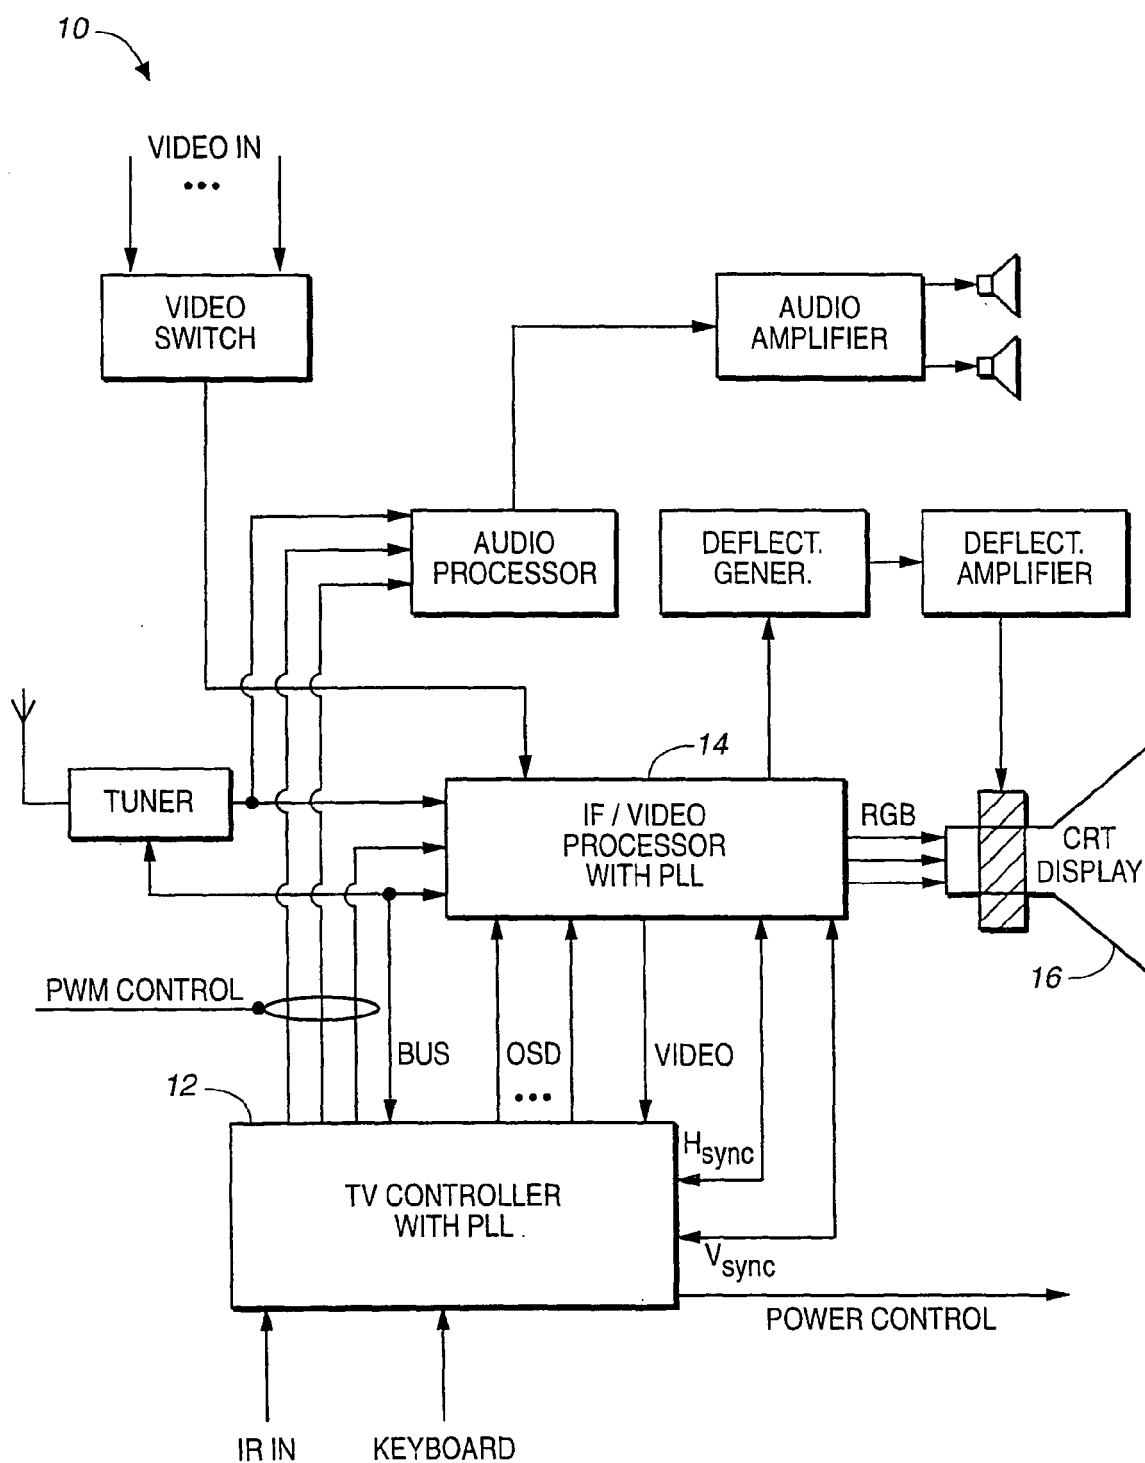 10
VIDEO IN
•••
VIDEO
SWITCH
AUDIO
AMPLIFIER
AUDIO
PROCESSOR
DEFLECT.
GENER.
DEFLECT.
AMPLIFIER
14
TUNER
IF / VIDEO
PROCESSOR
WITH PLL
RGB
CRT
DISPLAY
16
PWM CONTROL
BUS
OSD
•••
VIDEO
12
Hsync
TV CONTROLLER
WITH PLL
Vsync
POWER CONTROL
IR IN
KEYBOARD